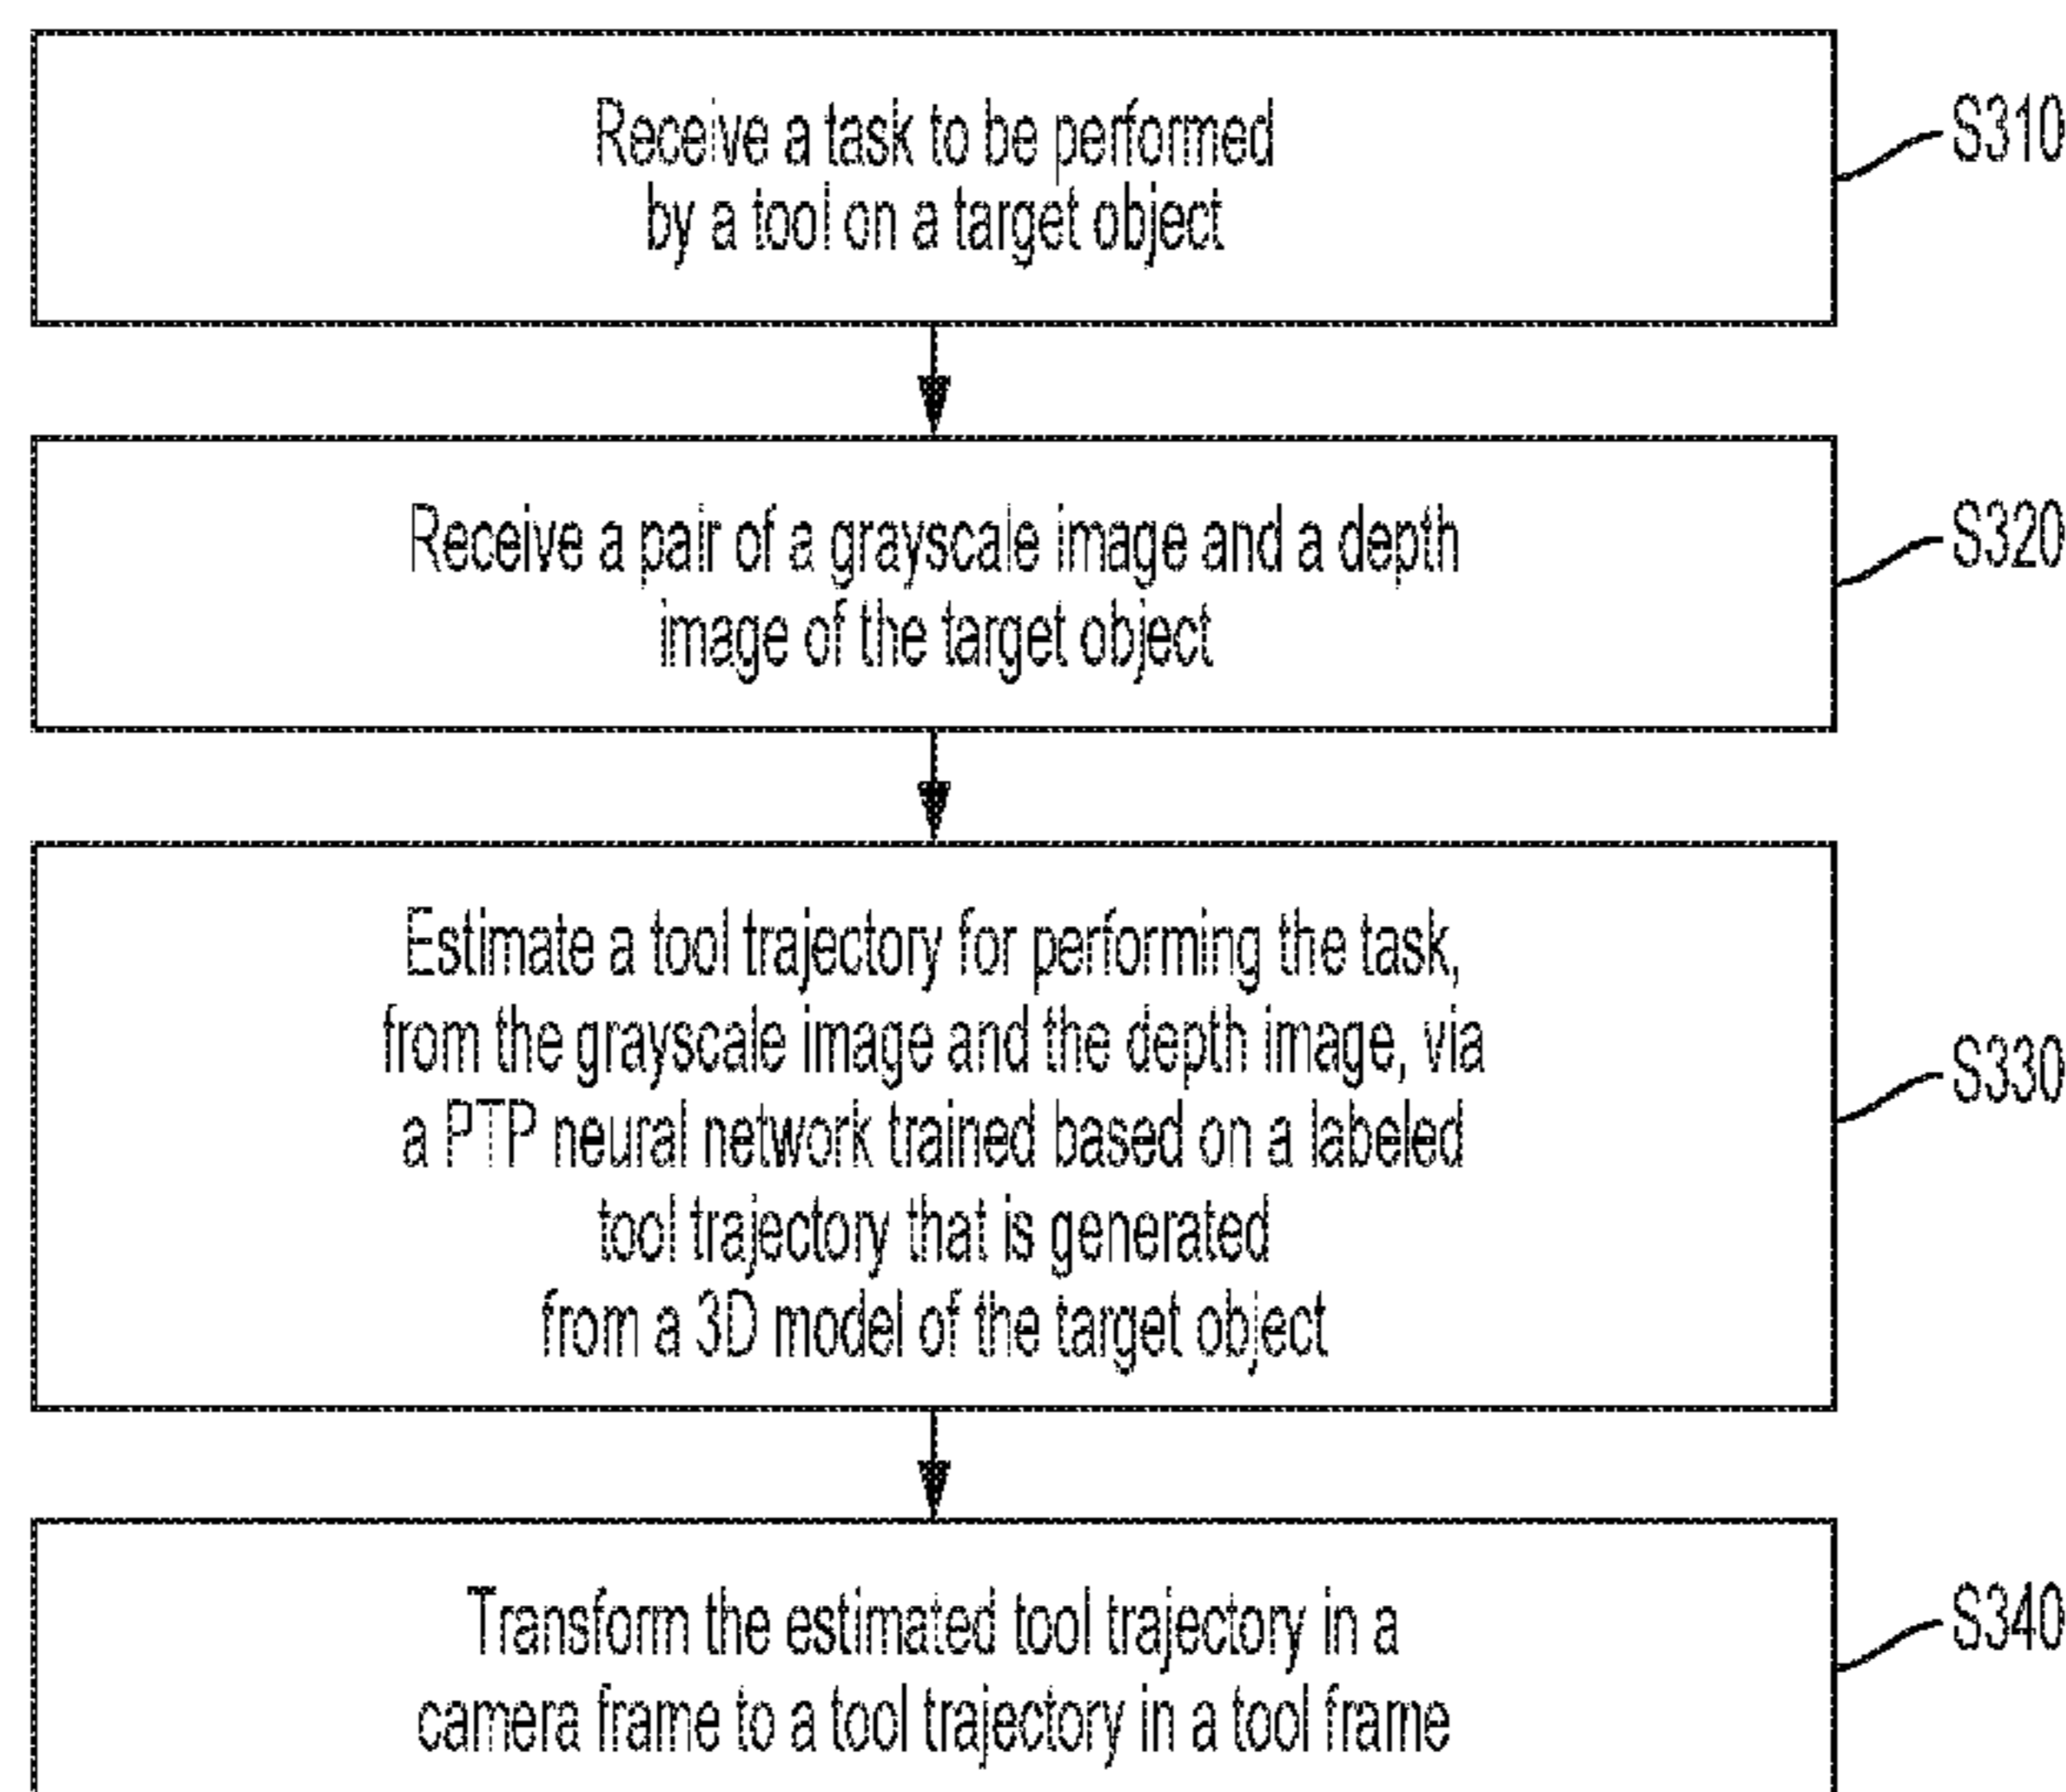 Receive a task to be performed
by a tool on a target object
S310
Receive a pair of a grayscale image and a depth
image of the target object
S320
Estimate a tool trajectory for performing the task,
from the grayscale image and the depth image, via
a PTP neural network trained based on a labeled
tool trajectory that is generated
from a 3D model of the target object
S330
Transform the estimated tool trajectory in a
camera frame to a tool trajectory in a tool frame
S340